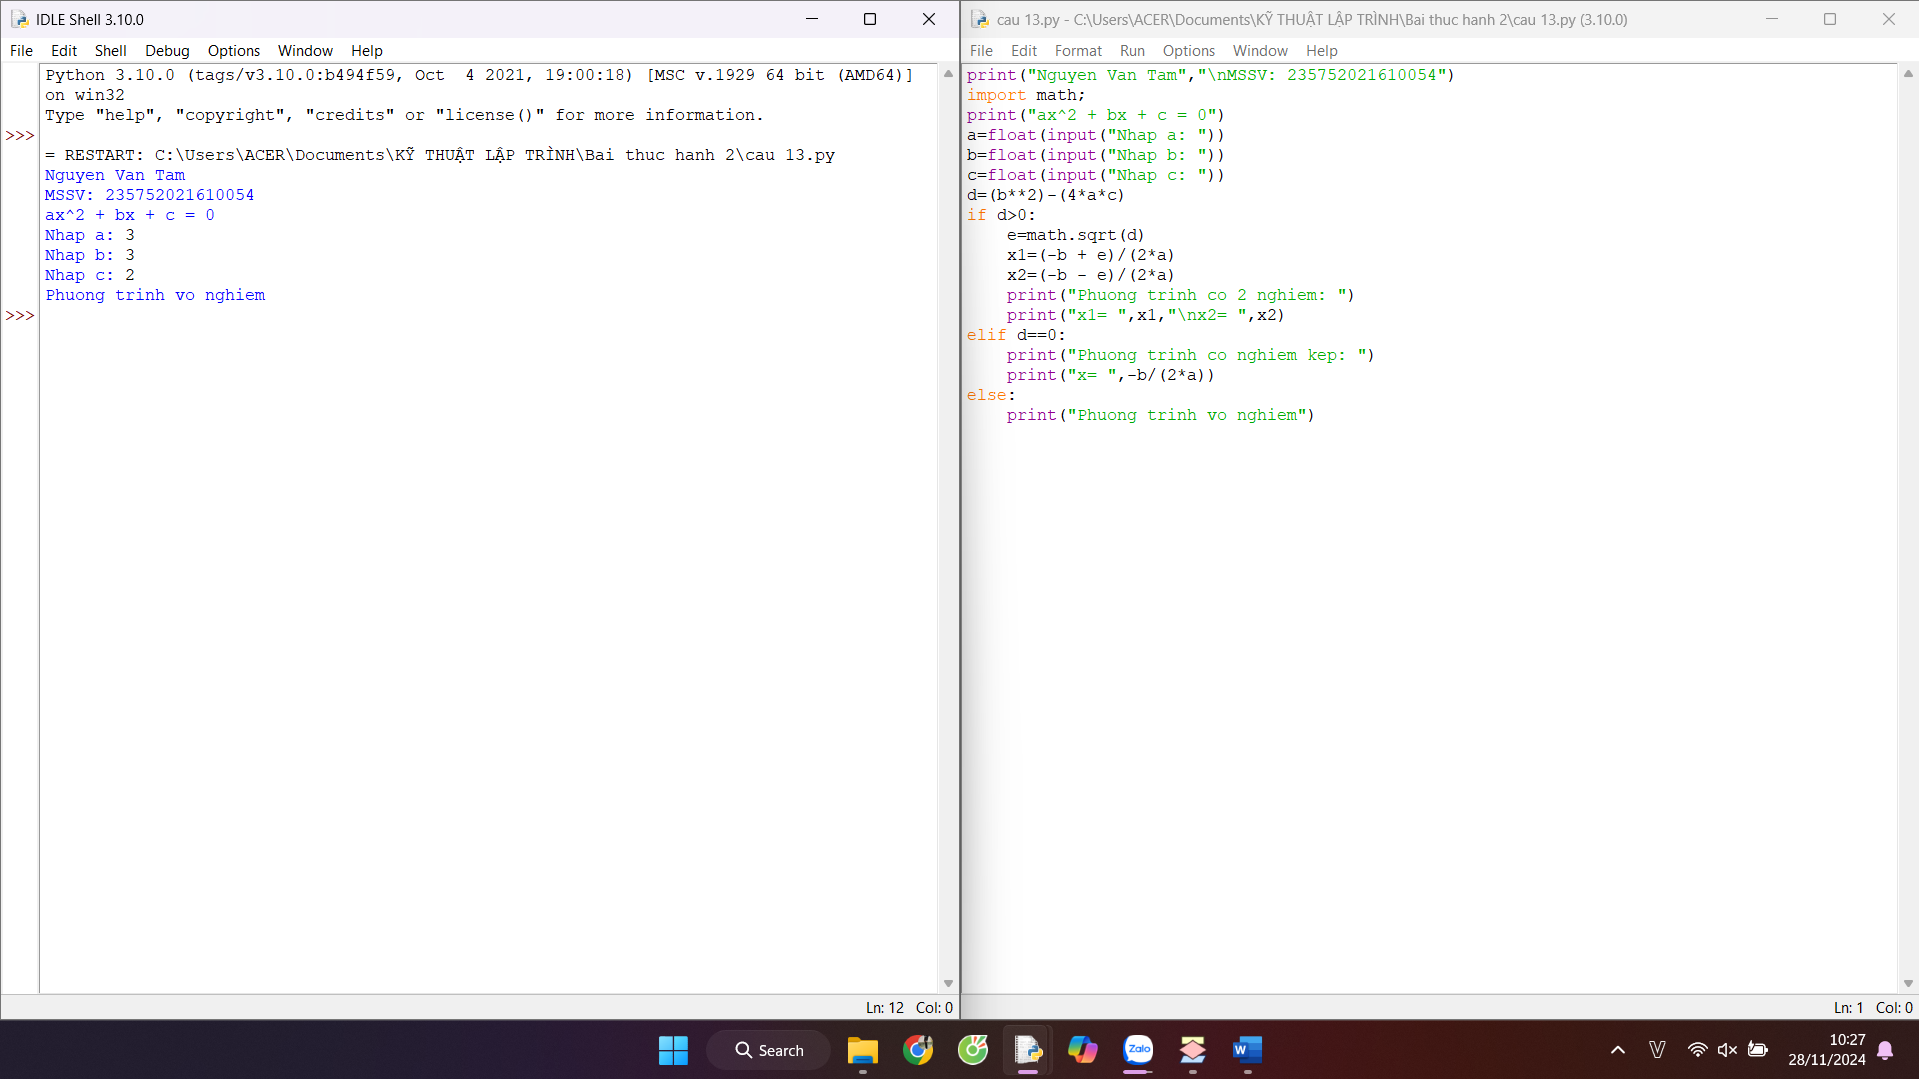 IDLE Shell 3.10.0
File Edit Shell Debug Options Window Help
Python 3.10.0 (tags/v3.10.0:b494f59, Oct  4 2021, 19:00:18) [MSC v.1929 64 bit (AMD64)]
on win32
Type "help", "copyright", "credits" or "license()" for more information.
>>>
= RESTART: C:\Users\ACER\Documents\KỸ THUẬT LẬP TRÌNH\Bai thuc hanh 2\cau 13.py
Nguyen Van Tam
MSSV: 235752021610054
ax^2 + bx + c = 0
Nhap a: 3
Nhap b: 3
Nhap c: 2
Phuong trinh vo nghiem
>>>
Ln: 12 Col: 0
cau 13.py - C:\Users\ACER\Documents\KỸ THUẬT LẬP TRÌNH\Bai thuc hanh 2\cau 13.py (3.10.0)
File Edit Format Run Options Window Help
print("Nguyen Van Tam","\nMSSV: 235752021610054")
import math;
print("ax^2 + bx + c = 0")
a=float(input("Nhap a: "))
b=float(input("Nhap b: "))
c=float(input("Nhap c: "))
d=(b**2)-(4*a*c)
if d>0:
    e=math.sqrt(d)
    x1=(-b + e)/(2*a)
    x2=(-b - e)/(2*a)
    print("Phuong trinh co 2 nghiem: ")
    print("x1= ",x1,"\nx2= ",x2)
elif d==0:
    print("Phuong trinh co nghiem kep: ")
    print("x= ",-b/(2*a))
else:
    print("Phuong trinh vo nghiem")
Ln: 1 Col: 0
Search
Zalo
W
V
10:27
28/11/2024